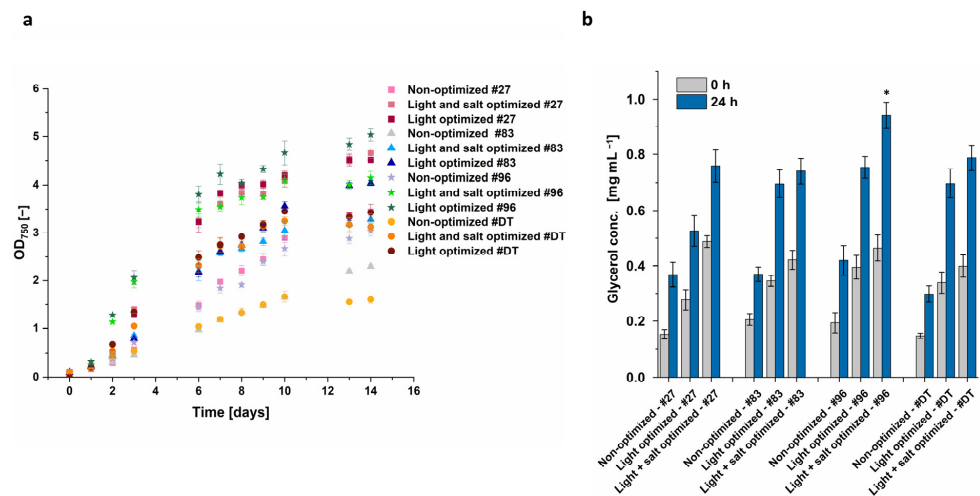 a
b
6
5
4
3
2
1
0
OD750 [–]
0 2 4 6 8 10 12 14 16
Time [days]
Non-optimized #27
Light and salt optimized #27
Light optimized #27
Non-optimized #83
Light and salt optimized #83
Light optimized #83
Non-optimized #96
Light and salt optimized #96
Light optimized #96
Non-optimized #DT
Light and salt optimized #DT
Light optimized #DT
1.0
0.8
0.6
0.4
0.2
0.0
Glycerol conc. [mg mL −1]
0 h
24 h
*
Non-optimized - #27
Light optimized - #27
Light + salt optimized - #27
Non-optimized - #83
Light optimized - #83
Light + salt optimized - #83
Non-optimized - #96
Light optimized - #96
Light + salt optimized - #96
Non-optimized - #DT
Light optimized - #DT
Light + salt optimized - #DT